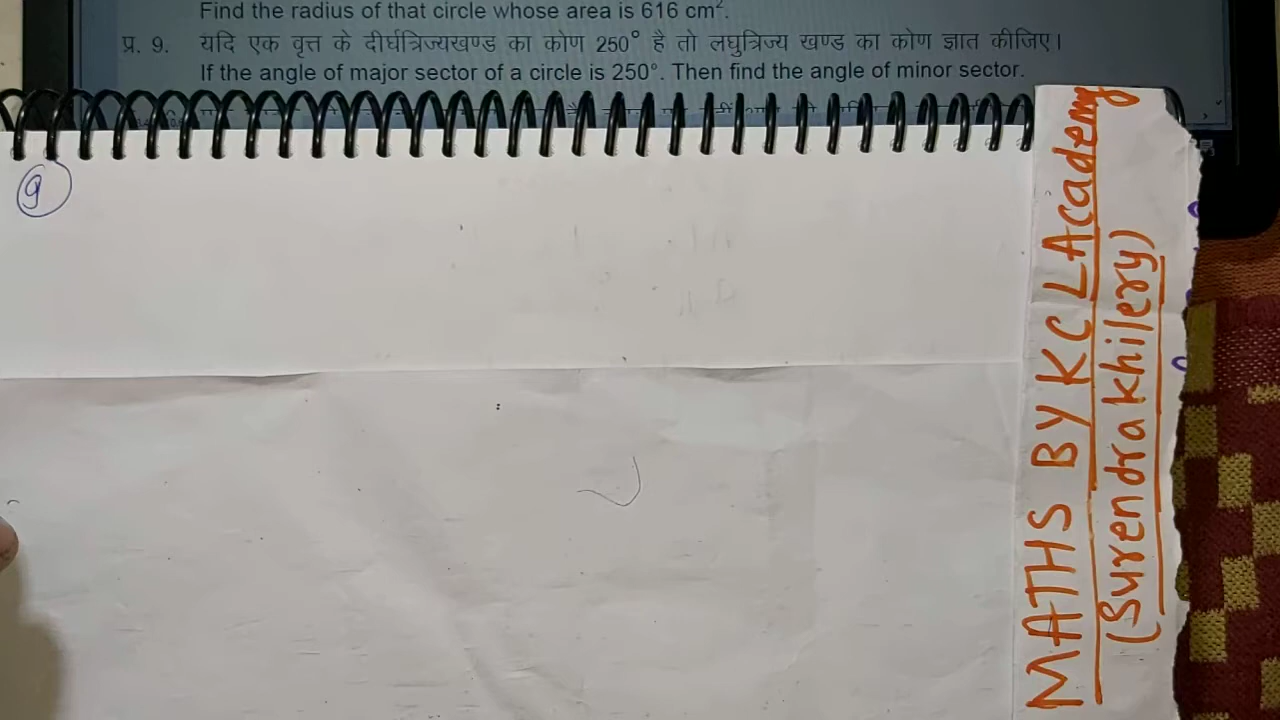 Find the radius of that circle whose area is 616 cm².
प्र. 9. यदि एक वृत्त के दीर्घत्रिज्यखण्ड का कोण 250° है तो लघुत्रिज्य खण्ड का कोण ज्ञात कीजिए।
If the angle of major sector of a circle is 250°. Then find the angle of minor sector.
9
MATHS BY KC LAcademy
(Surendra khilery)